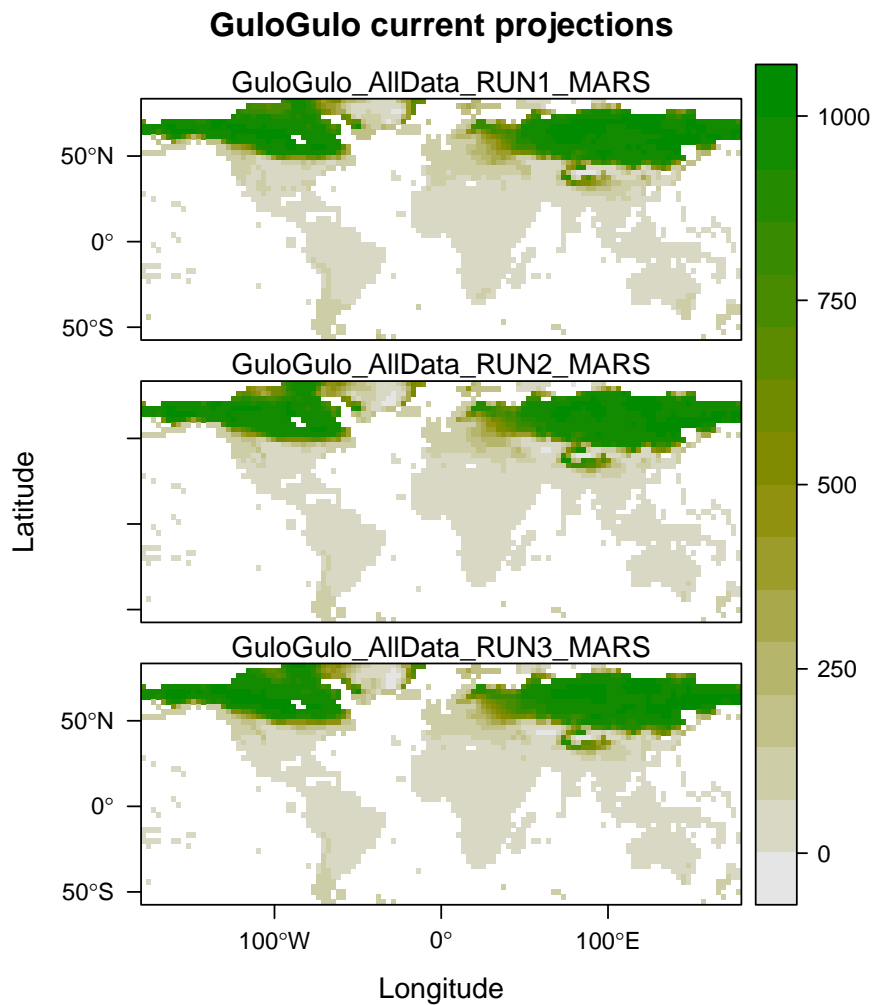 GuloGulo current projections
GuloGulo_AllData_RUN1_MARS
50°N
0°
50°S
GuloGulo_AllData_RUN2_MARS
GuloGulo_AllData_RUN3_MARS
50°N
0°
50°S
100°W
0°
100°E
Longitude
Latitude
1000
750
500
250
0